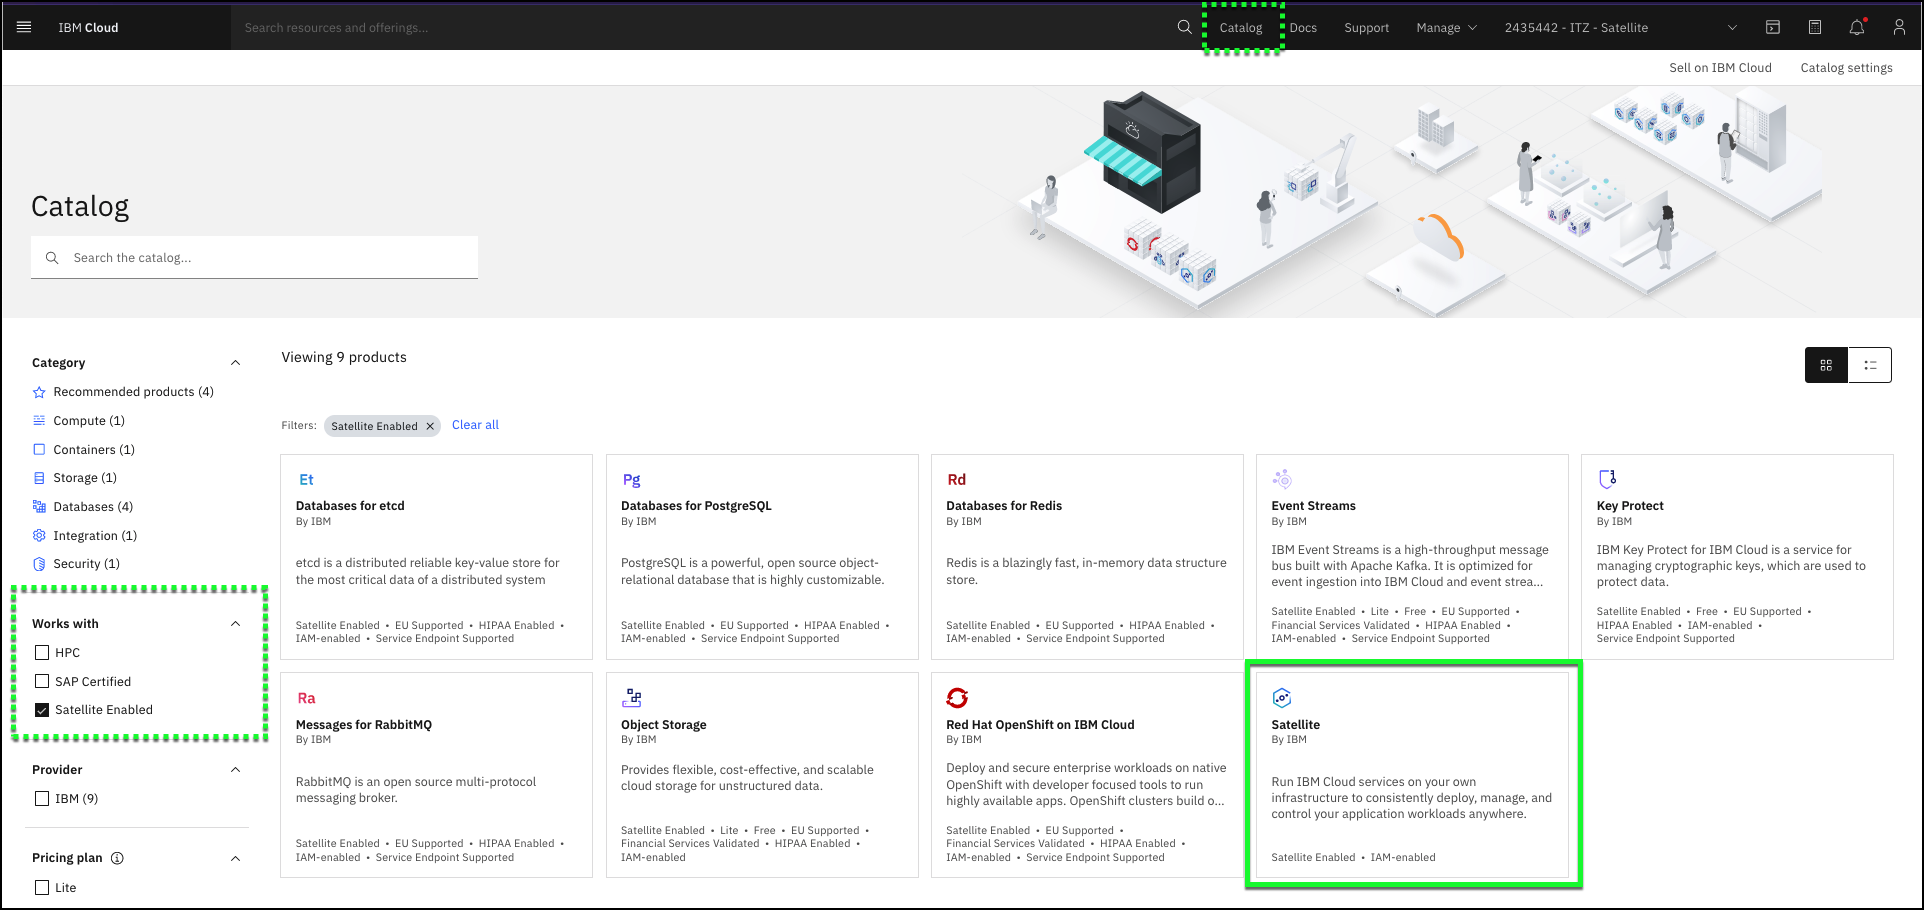 IBM Cloud
Search resources and offerings...
Catalog
Docs
Support
Manage
2435442 - ITZ - Satellite
Sell on IBM Cloud
Catalog settings
Catalog
Search the catalog...
Category
Recommended products (4)
Compute (1)
Containers (1)
Storage (1)
Databases (4)
Integration (1)
Security (1)
Works with
HPC
SAP Certified
Satellite Enabled
Provider
IBM (9)
Pricing plan
Lite
Viewing 9 products
Filters:
Satellite Enabled
Clear all
Et
Databases for etcd
By IBM
etcd is a distributed reliable key-value store for
the most critical data of a distributed system
Satellite Enabled • EU Supported • HIPAA Enabled •
IAM-enabled • Service Endpoint Supported
Pg
Databases for PostgreSQL
By IBM
PostgreSQL is a powerful, open source object-
relational database that is highly customizable.
Satellite Enabled • EU Supported • HIPAA Enabled •
IAM-enabled • Service Endpoint Supported
Rd
Databases for Redis
By IBM
Redis is a blazingly fast, in-memory data structure
store.
Satellite Enabled • EU Supported • HIPAA Enabled •
IAM-enabled • Service Endpoint Supported
Event Streams
By IBM
IBM Event Streams is a high-throughput message
bus built with Apache Kafka. It is optimized for
event ingestion into IBM Cloud and event strea...
Satellite Enabled • Lite • Free • EU Supported •
Financial Services Validated • HIPAA Enabled •
IAM-enabled • Service Endpoint Supported
Key Protect
By IBM
IBM Key Protect for IBM Cloud is a service for
managing cryptographic keys, which are used to
protect data.
Satellite Enabled • Free • EU Supported •
HIPAA Enabled • IAM-enabled •
Service Endpoint Supported
Ra
Messages for RabbitMQ
By IBM
RabbitMQ is an open source multi-protocol
messaging broker.
Satellite Enabled • EU Supported • HIPAA Enabled •
IAM-enabled • Service Endpoint Supported
Object Storage
By IBM
Provides flexible, cost-effective, and scalable
cloud storage for unstructured data.
Satellite Enabled • Lite • Free • EU Supported •
Financial Services Validated • HIPAA Enabled •
IAM-enabled
Red Hat OpenShift on IBM Cloud
By IBM
Deploy and secure enterprise workloads on native
OpenShift with developer focused tools to run
highly available apps. OpenShift clusters build o...
Satellite Enabled • EU Supported •
Financial Services Validated • HIPAA Enabled •
IAM-enabled • Service Endpoint Supported
Satellite
By IBM
Run IBM Cloud services on your own
infrastructure to consistently deploy, manage, and
control your application workloads anywhere.
Satellite Enabled • IAM-enabled